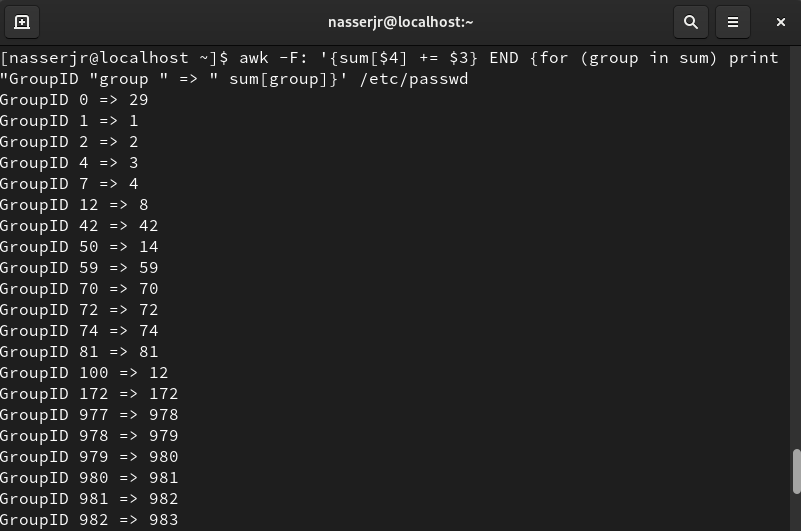 nasserjr@localhost:~
[nasserjr@localhost ~]$ awk -F: '{sum[$4] += $3} END {for (group in sum) print
"GroupID "group " => " sum[group]}' /etc/passwd
GroupID 0 => 29
GroupID 1 => 1
GroupID 2 => 2
GroupID 4 => 3
GroupID 7 => 4
GroupID 12 => 8
GroupID 42 => 42
GroupID 50 => 14
GroupID 59 => 59
GroupID 70 => 70
GroupID 72 => 72
GroupID 74 => 74
GroupID 81 => 81
GroupID 100 => 12
GroupID 172 => 172
GroupID 977 => 978
GroupID 978 => 979
GroupID 979 => 980
GroupID 980 => 981
GroupID 981 => 982
GroupID 982 => 983